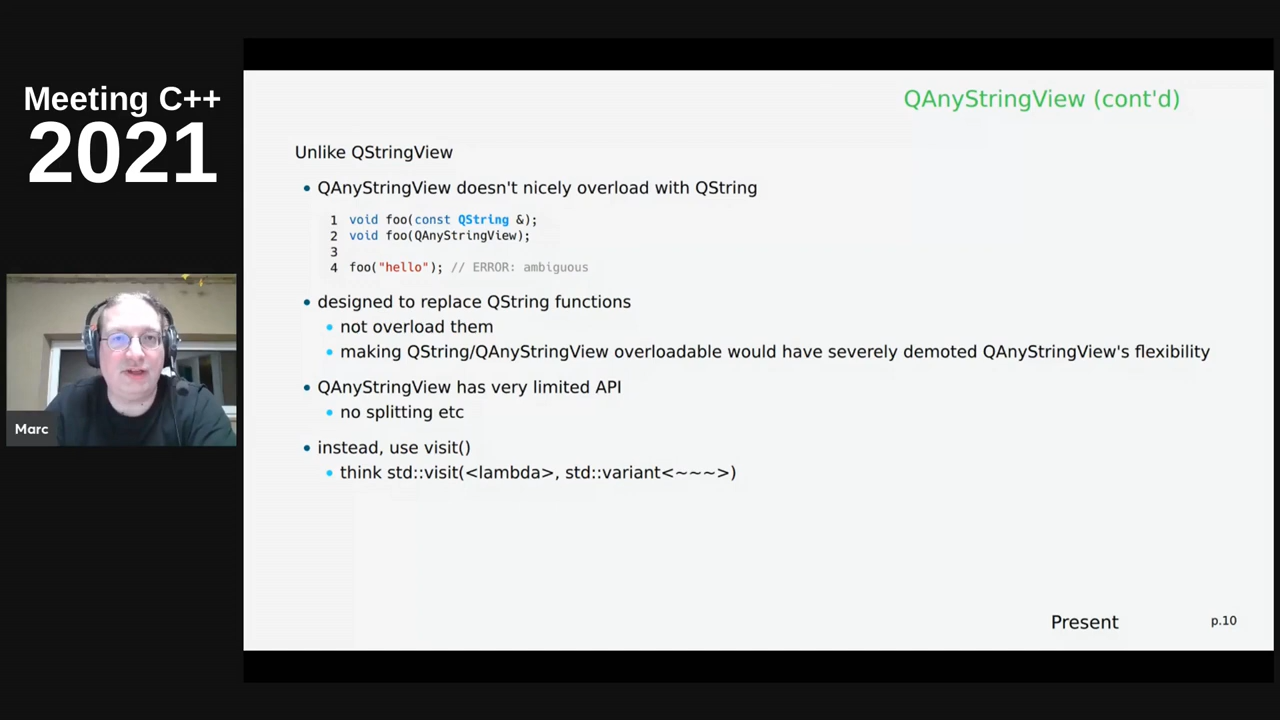 Meeting C++
2021
Marc
QAnyStringView (cont'd)
Unlike QStringView
• QAnyStringView doesn't nicely overload with QString
1 void foo(const QString &);
2 void foo(QAnyStringView);
3
4 foo("hello"); // ERROR: ambiguous
• designed to replace QString functions
• not overload them
• making QString/QAnyStringView overloadable would have severely demoted QAnyStringView's flexibility
• QAnyStringView has very limited API
• no splitting etc
• instead, use visit()
• think std::visit(<lambda>, std::variant<~~~>)
Present
p.10